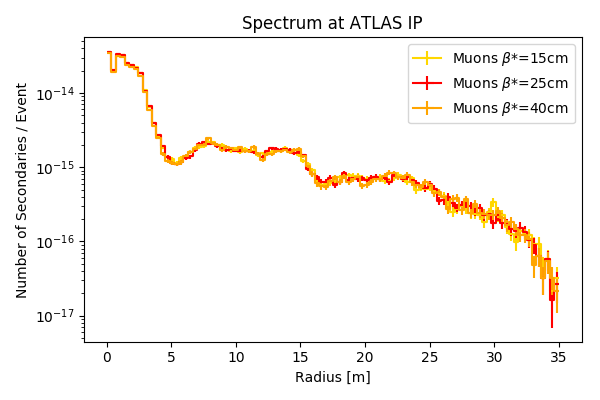 Spectrum at ATLAS IP
Muons β*=15cm
Muons β*=25cm
Muons β*=40cm
Number of Secondaries / Event
10⁻¹⁴
10⁻¹⁵
10⁻¹⁶
10⁻¹⁷
0 5 10 15 20 25 30 35
Radius [m]